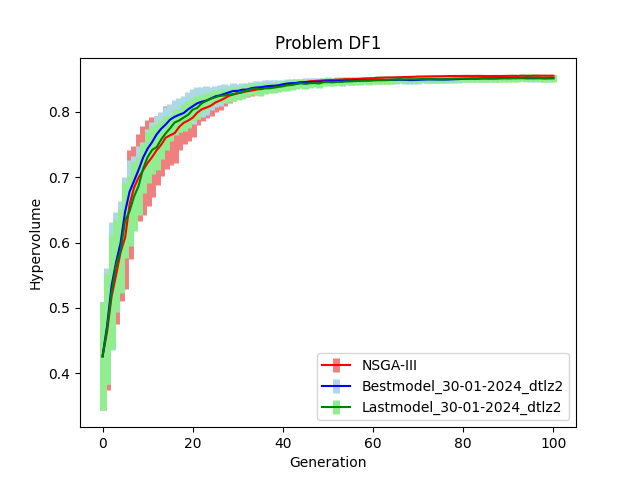 Problem DF1
Hypervolume
0.8
0.7
0.6
0.5
0.4
NSGA-III
Bestmodel_30-01-2024_dtlz2
Lastmodel_30-01-2024_dtlz2
0 20 40 60 80 100
Generation